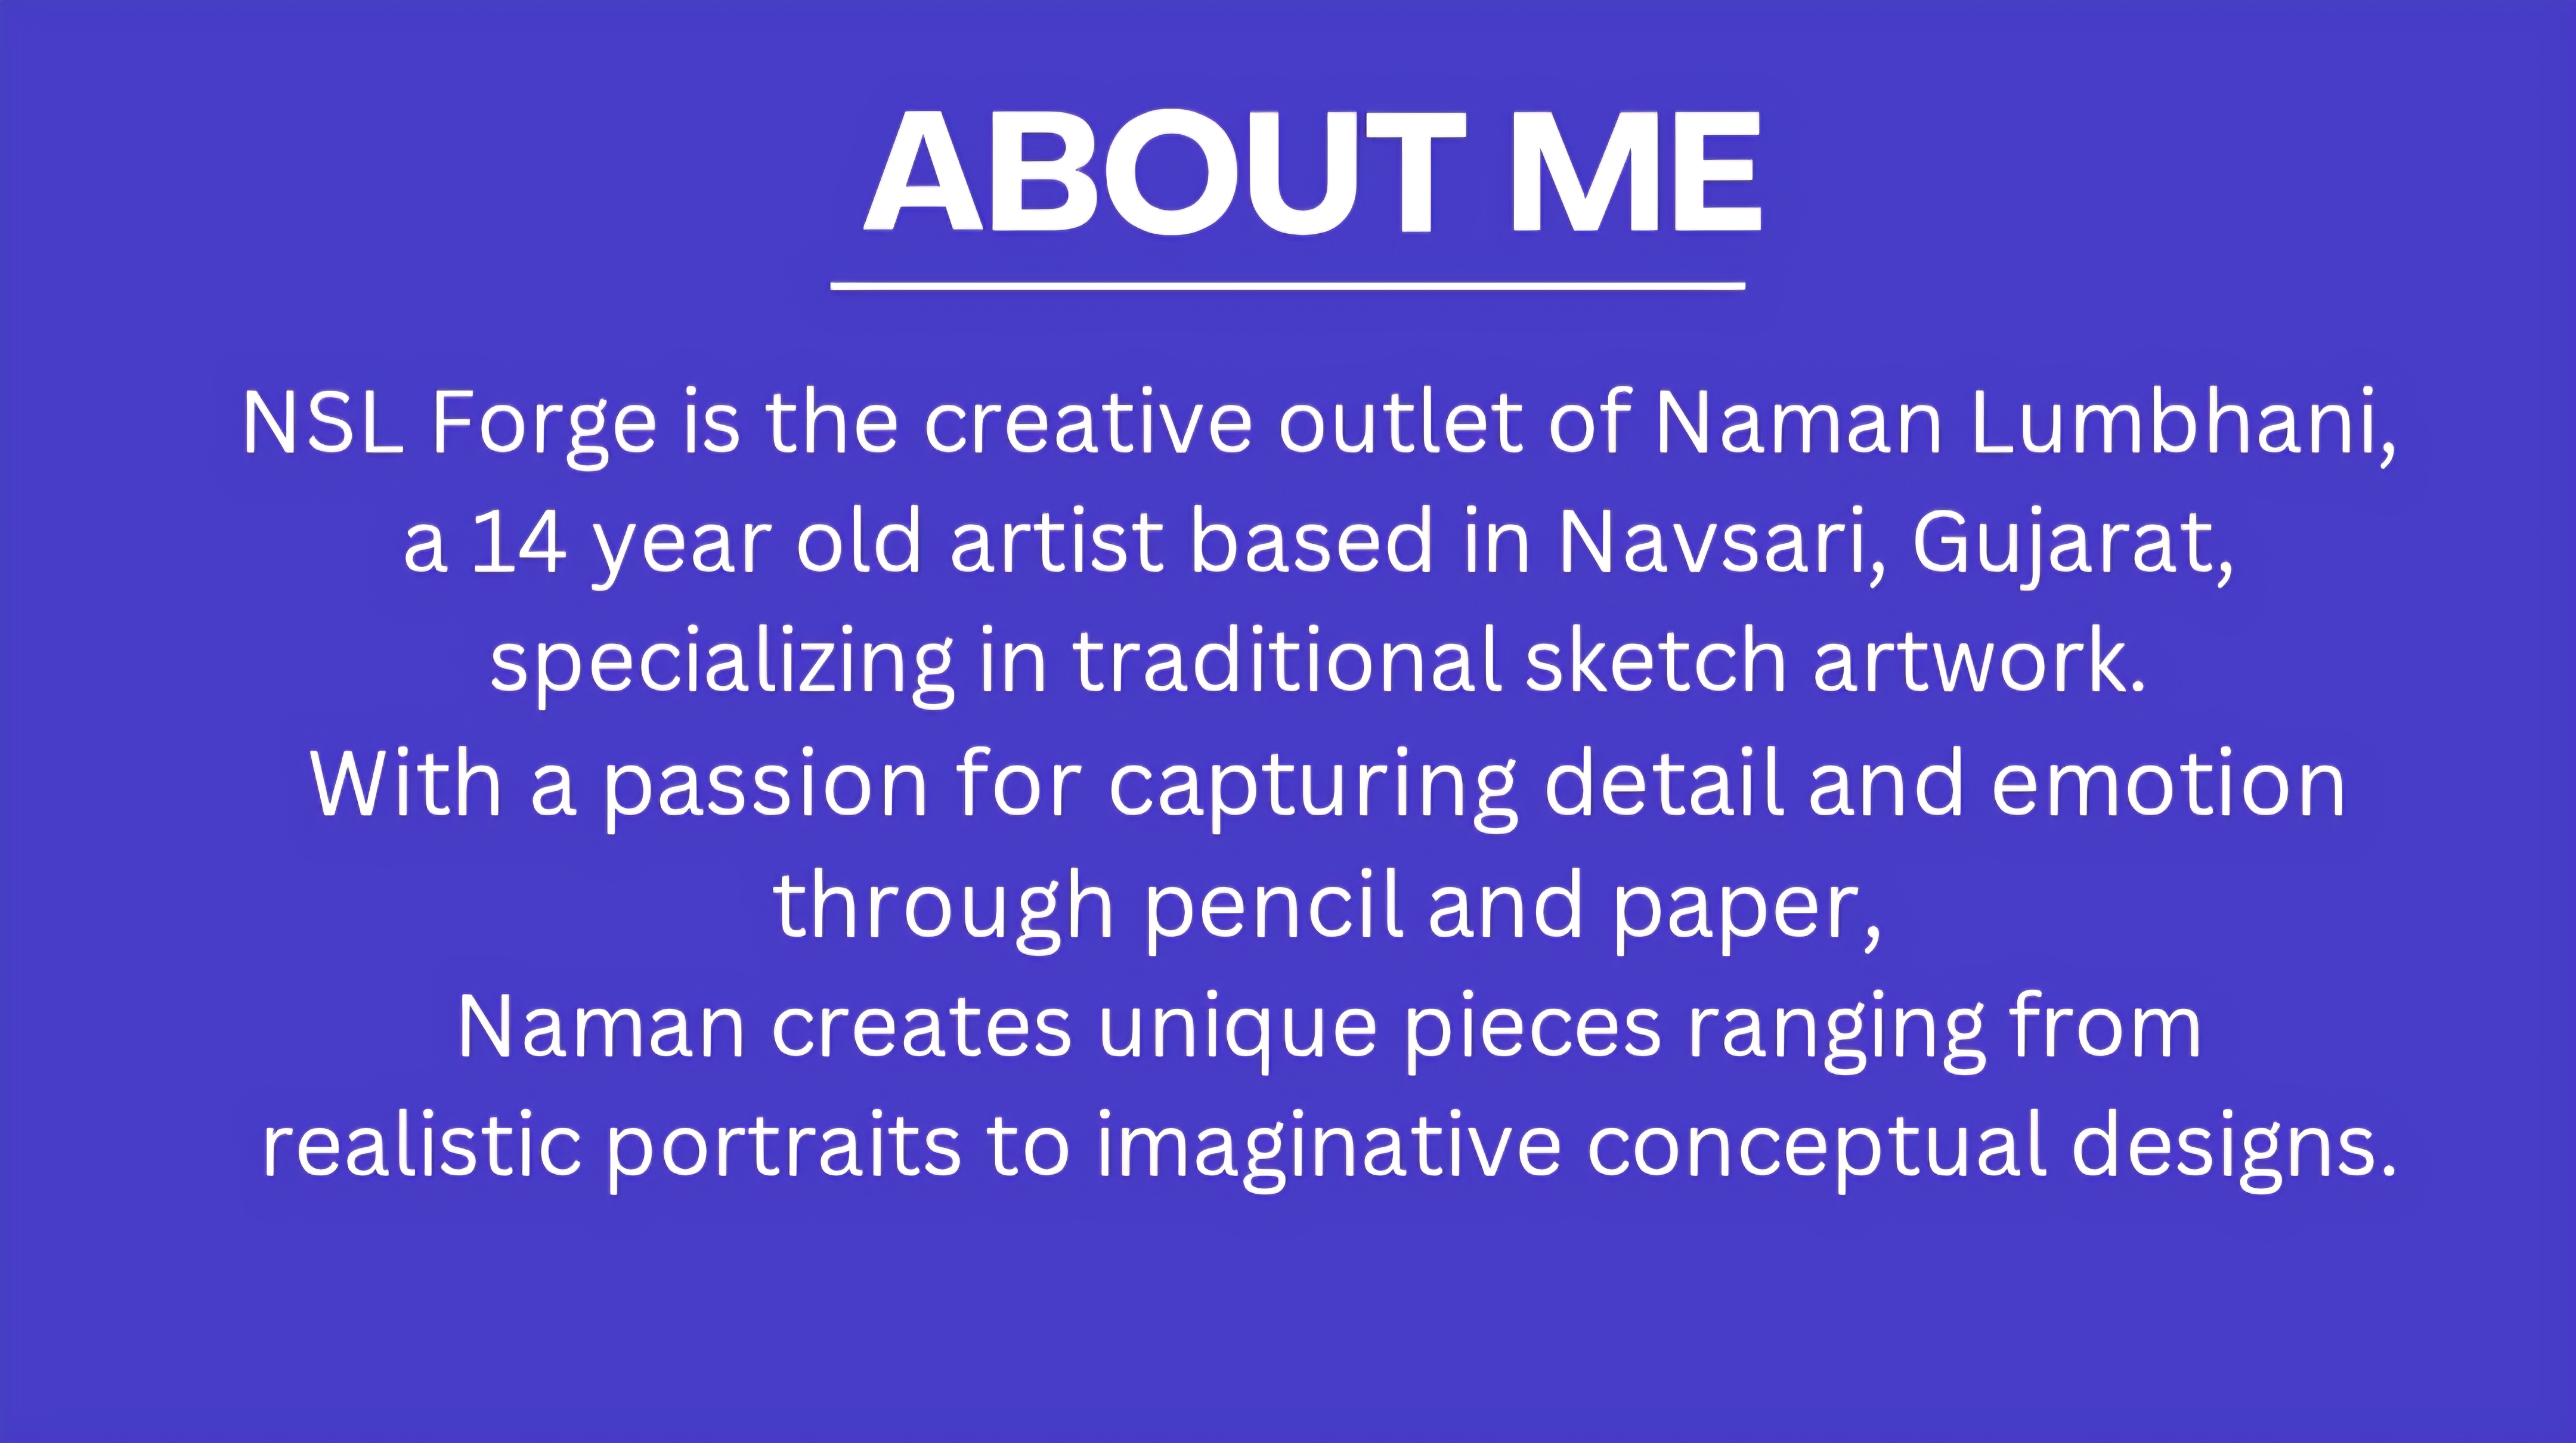 ABOUT ME
NSL Forge is the creative outlet of Naman Lumbhani,
a 14 year old artist based in Navsari, Gujarat,
specializing in traditional sketch artwork.
With a passion for capturing detail and emotion
through pencil and paper,
Naman creates unique pieces ranging from
realistic portraits to imaginative conceptual designs.